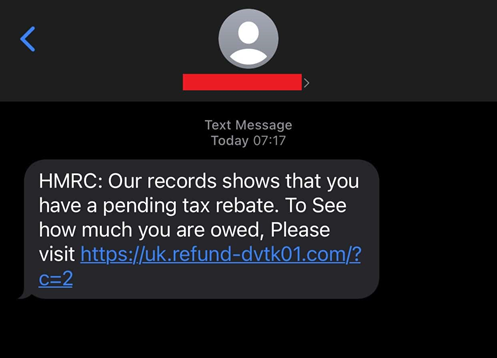 Text Message
Today 07:17
HMRC: Our records shows that you
have a pending tax rebate. To See
how much you are owed, Please
visit https://uk.refund-dvtk01.com/?
c=2